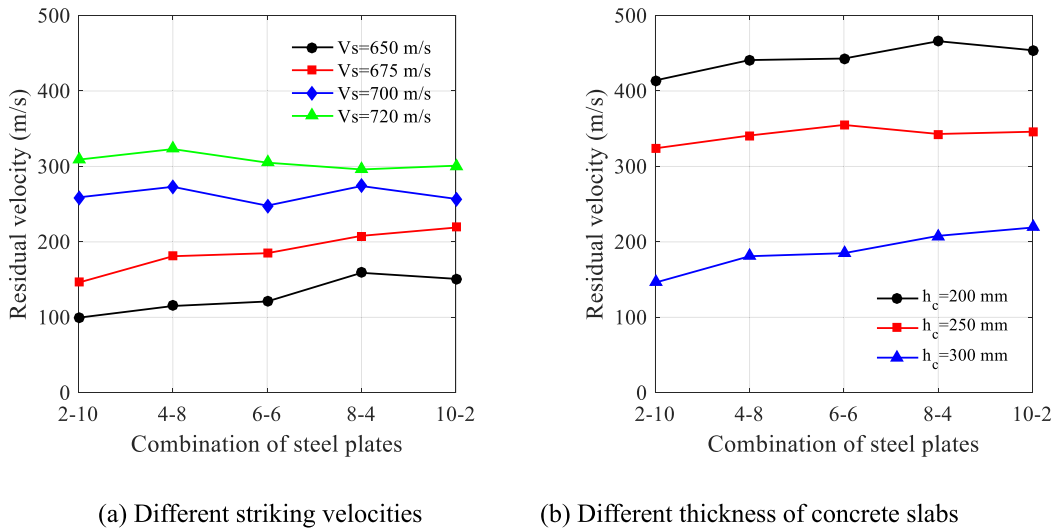 500
400
300
200
100
0
Residual velocity (m/s)
Vs=650 m/s
Vs=675 m/s
Vs=700 m/s
Vs=720 m/s
2-10 4-8 6-6 8-4 10-2
Combination of steel plates
(a) Different striking velocities
500
400
300
200
100
0
Residual velocity (m/s)
h_c=200 mm
h_c=250 mm
h_c=300 mm
2-10 4-8 6-6 8-4 10-2
Combination of steel plates
(b) Different thickness of concrete slabs